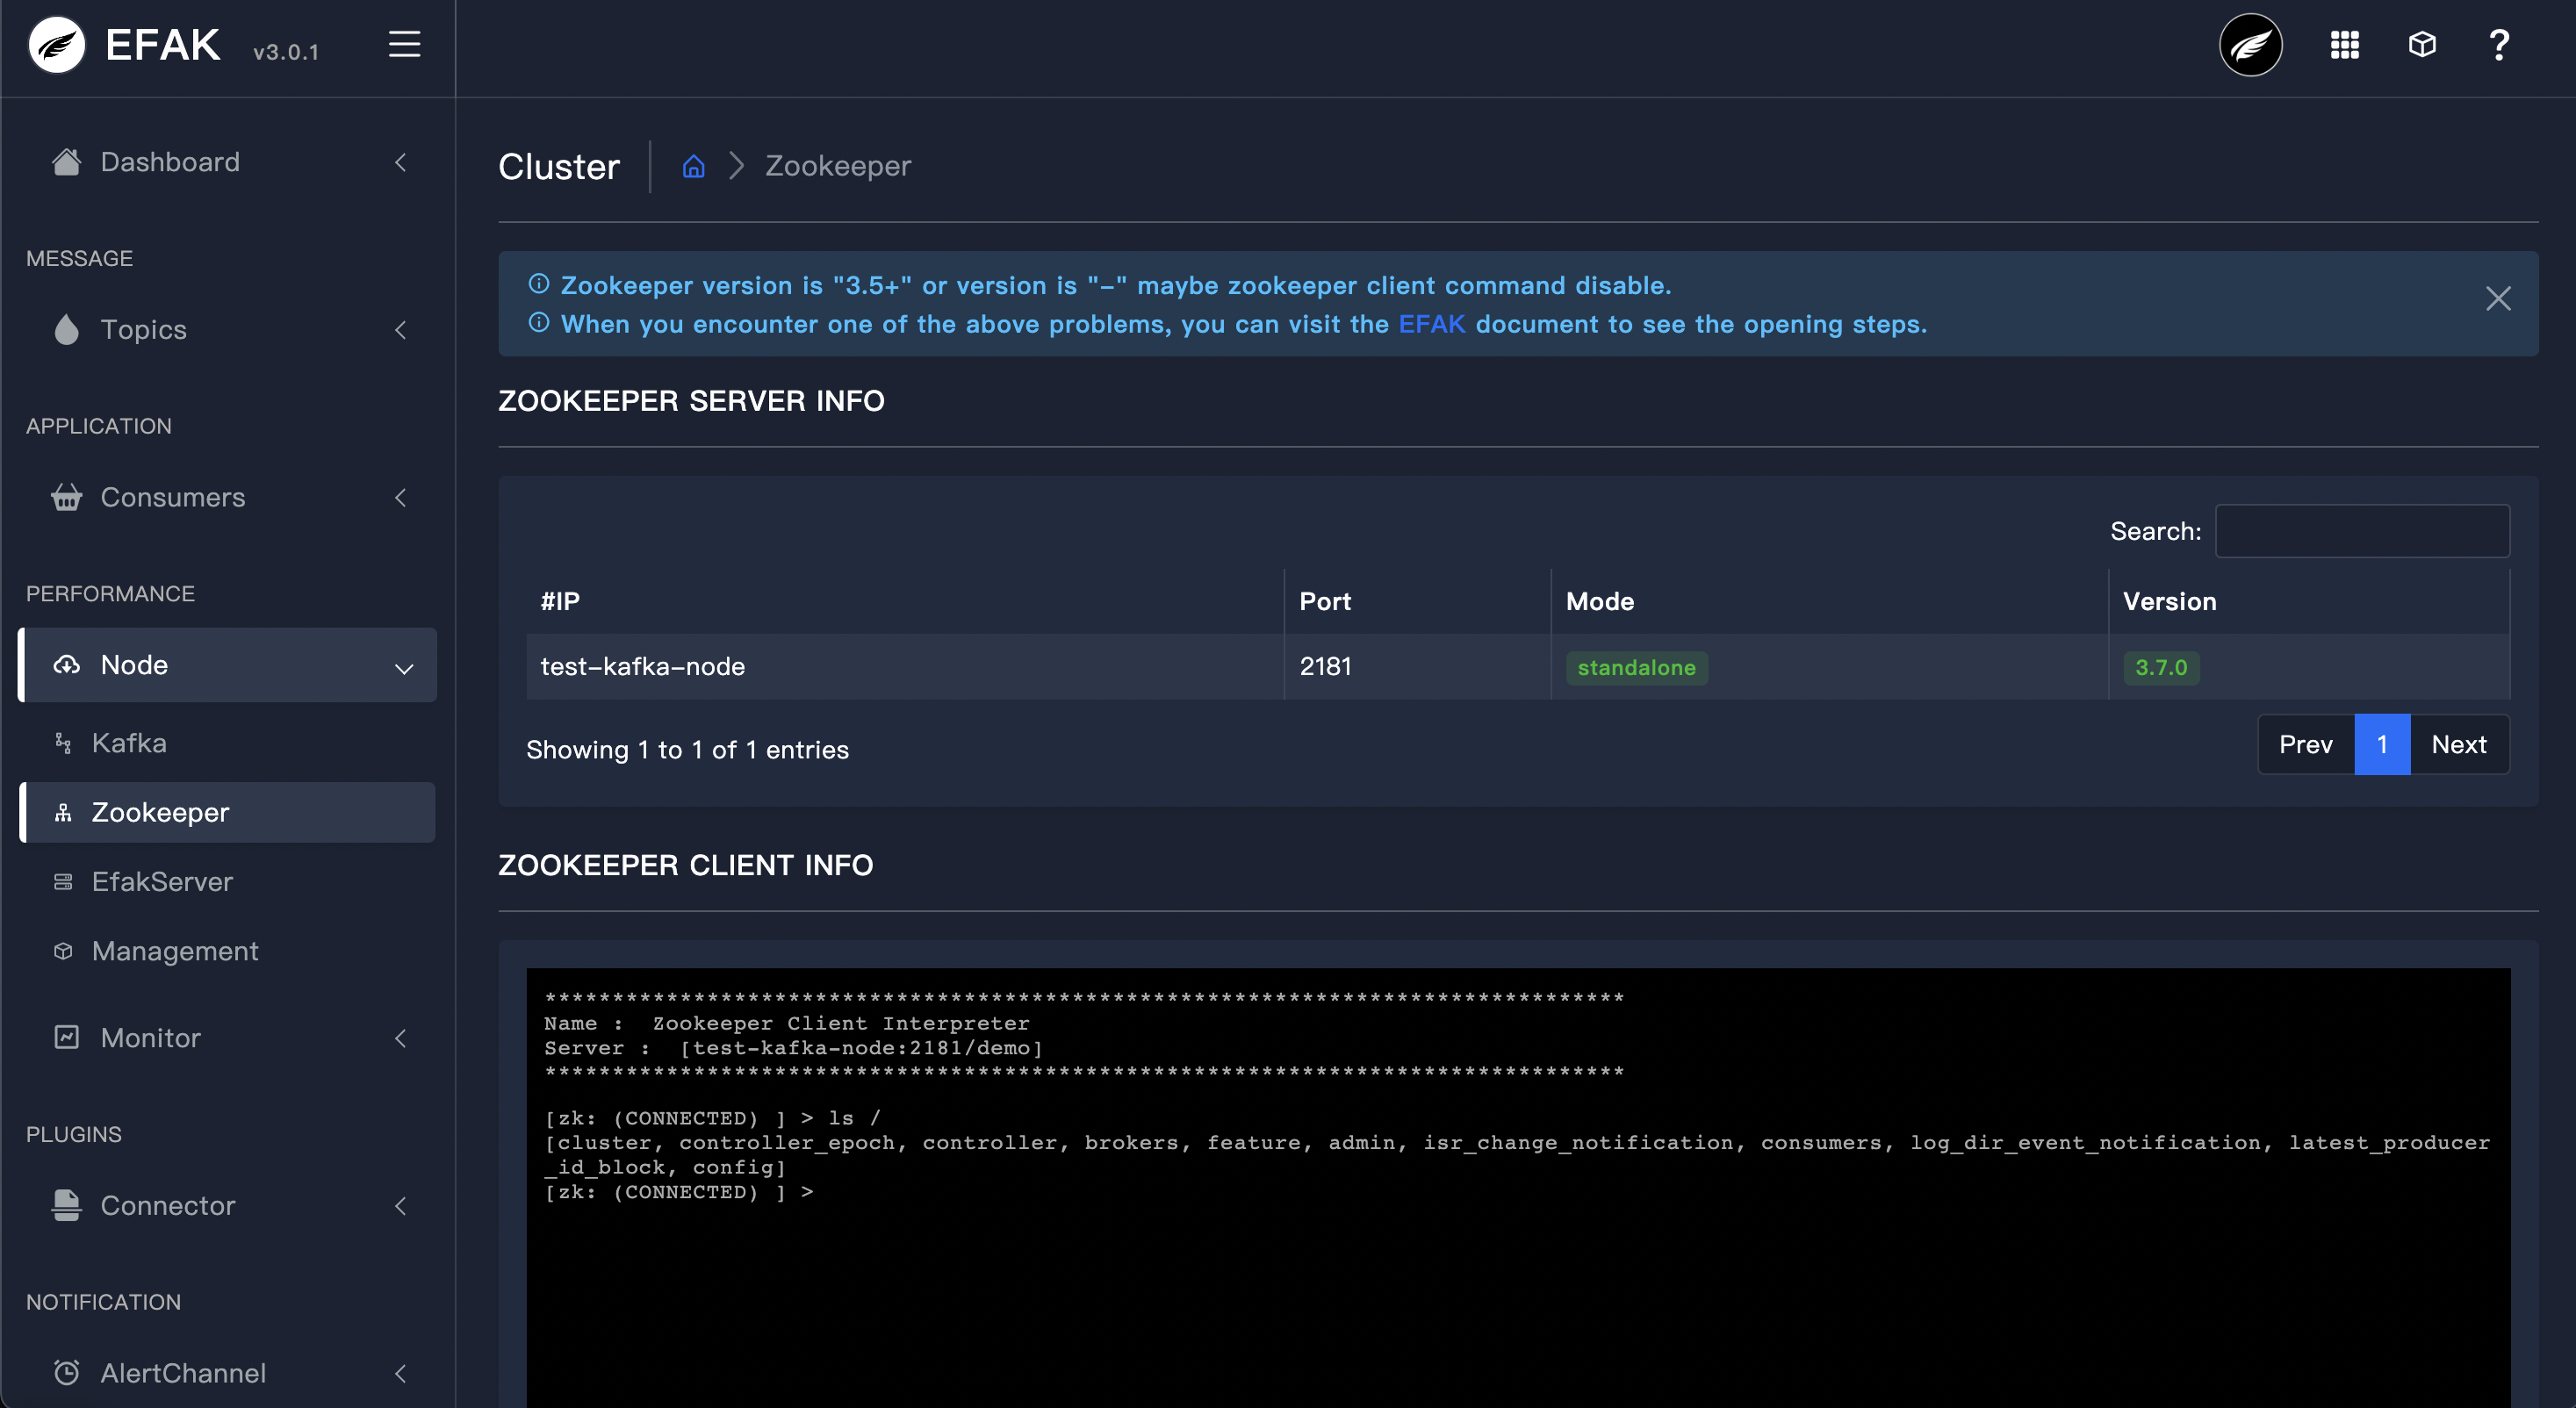 EFAK v3.0.1
Dashboard
MESSAGE
Topics
APPLICATION
Consumers
PERFORMANCE
Node
Kafka
Zookeeper
EfakServer
Management
Monitor
PLUGINS
Connector
NOTIFICATION
AlertChannel
?
Cluster Zookeeper
Zookeeper version is "3.5+" or version is "-" maybe zookeeper client command disable.
When you encounter one of the above problems, you can visit the EFAK document to see the opening steps.
ZOOKEEPER SERVER INFO
Search:
#IP Port Mode Version
test-kafka-node 2181 standalone 3.7.0
Showing 1 to 1 of 1 entries
Prev 1 Next
ZOOKEEPER CLIENT INFO
********************************************************************************
Name :  Zookeeper Client Interpreter
Server :  [test-kafka-node:2181/demo]
********************************************************************************
[zk: (CONNECTED) ] > ls /
[cluster, controller_epoch, controller, brokers, feature, admin, isr_change_notification, consumers, log_dir_event_notification, latest_producer
_id_block, config]
[zk: (CONNECTED) ] >